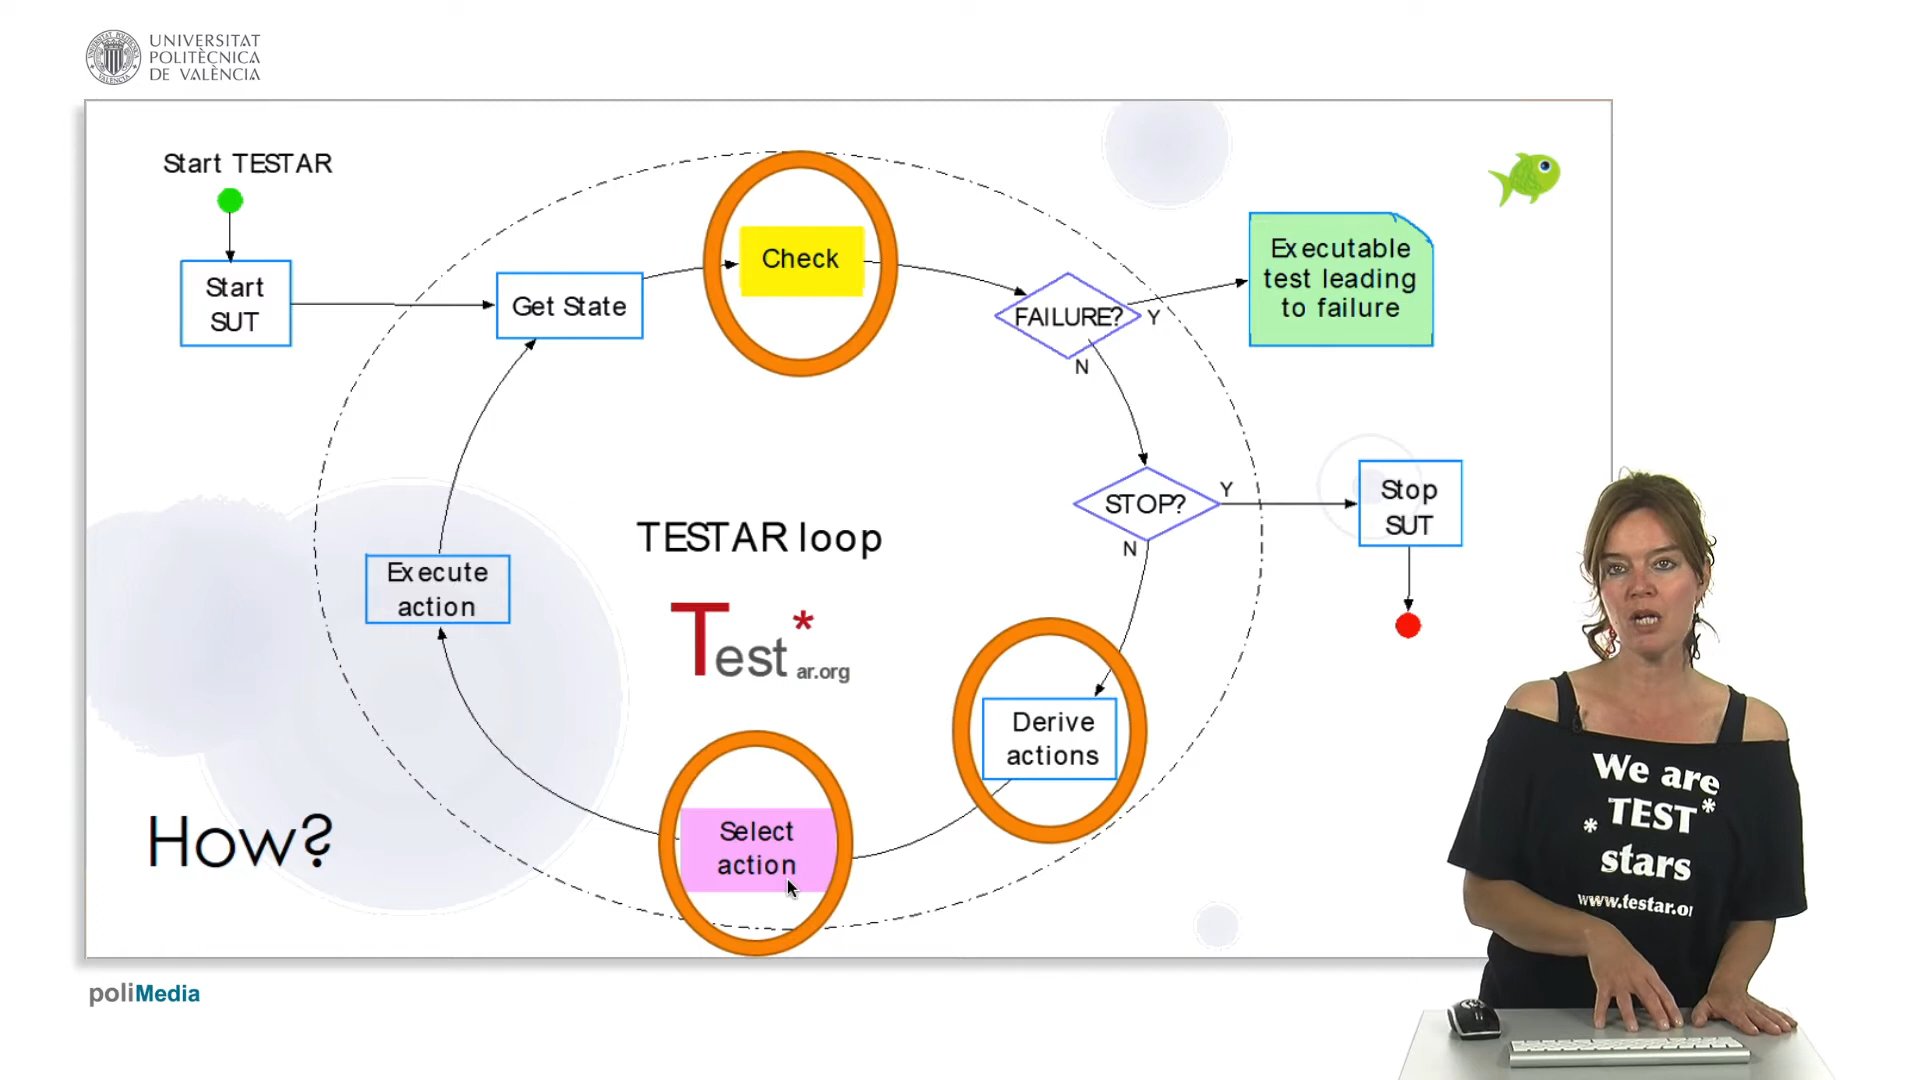 UNIVERSITAT
POLITÈCNICA
DE VALÈNCIA
Start TESTAR
Start
SUT
Get State
Check
FAILURE?
Y
N
Executable
test leading
to failure
STOP?
Y
N
Stop
SUT
TESTAR loop
Test*
ar.org
Execute
action
Derive
actions
Select
action
How?
We are
* TEST *
stars
www.testar.or
poliMedia